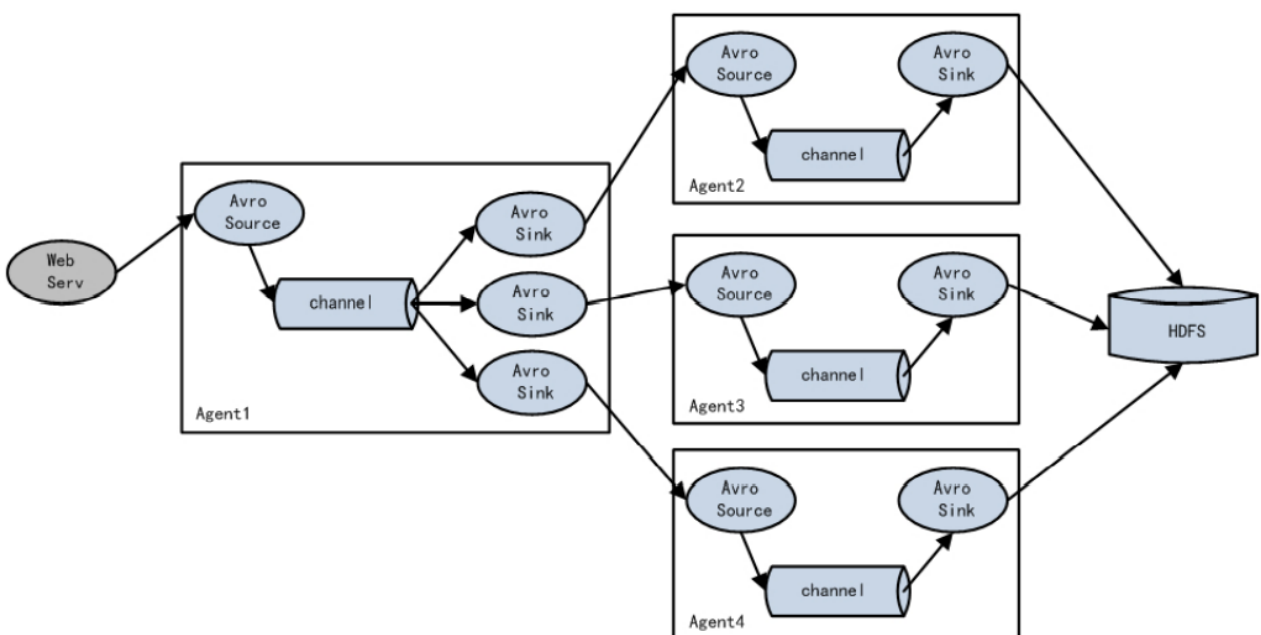 Web
Serv
Avro
Source
channel
Avro
Sink
Avro
Sink
Avro
Sink
Agent1
Avro
Source
channel
Avro
Sink
Agent2
Avro
Source
channel
Avro
Sink
Agent3
Avro
Source
channel
Avro
Sink
Agent4
HDFS